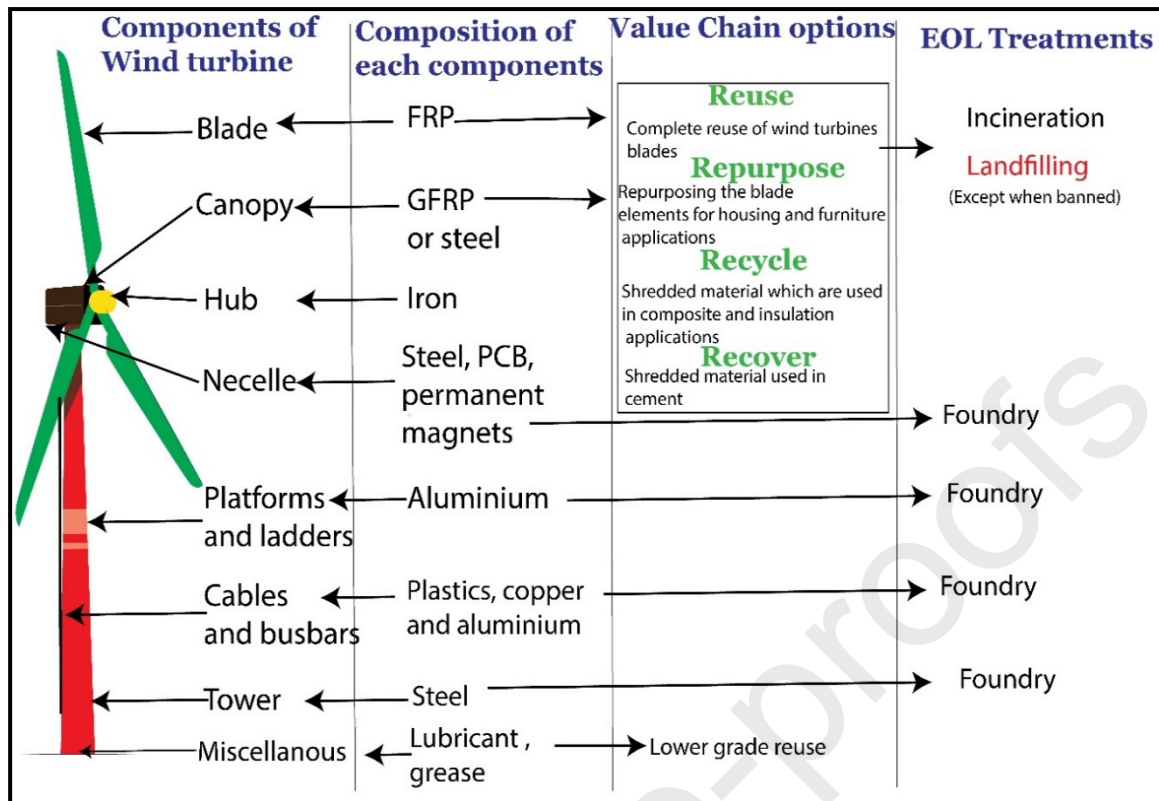 Components of
Wind turbine
Composition of
each components
Value Chain options
EOL Treatments
Blade
FRP
Reuse
Complete reuse of wind turbines
blades
Incineration
Landfilling
(Except when banned)
Canopy
GFRP
or steel
Repurpose
Repurposing the blade
elements for housing and furniture
applications
Hub
Iron
Recycle
Shredded material which are used
in composite and insulation
applications
Necelle
Steel, PCB,
permanent
magnets
Recover
Shredded material used in
cement
Foundry
Platforms
and ladders
Aluminium
Foundry
Cables
and busbars
Plastics, copper
and aluminium
Foundry
Tower
Steel
Foundry
Miscellanous
Lubricant ,
grease
Lower grade reuse
-proofs